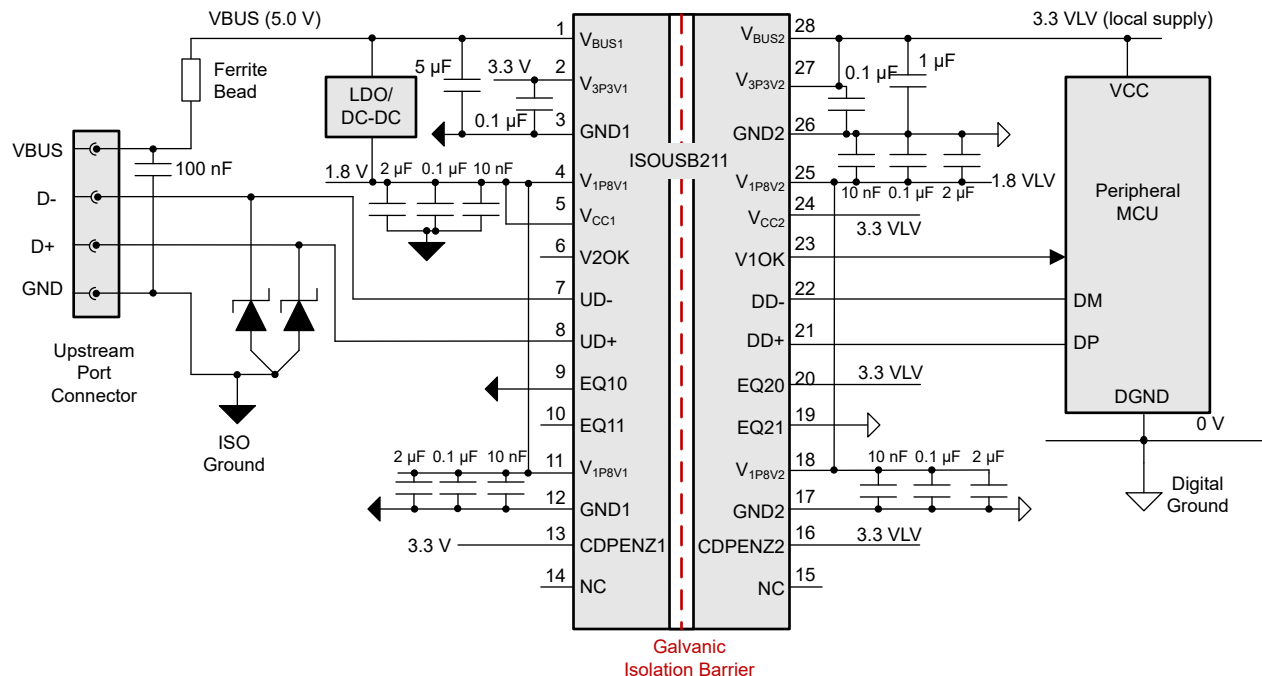 VBUS (5.0 V)
Ferrite
Bead
VBUS
D-
D+
GND
100 nF
Upstream
Port
Connector
ISO
Ground
LDO/
DC-DC
5 µF
3.3 V
0.1 µF
1.8 V
2 µF
0.1 µF
10 nF
2 µF
0.1 µF
10 nF
3.3 V
1
2
3
4
5
6
7
8
9
10
11
12
13
14
VBUS1
V3P3V1
GND1
V1P8V1
VCC1
V2OK
UD-
UD+
EQ10
EQ11
V1P8V1
GND1
CDPENZ1
NC
ISOUSB211
Galvanic
Isolation Barrier
VBUS2
V3P3V2
GND2
V1P8V2
VCC2
V1OK
DD-
DD+
EQ20
EQ21
V1P8V2
GND2
CDPENZ2
NC
28
27
26
25
24
23
22
21
20
19
18
17
16
15
3.3 VLV (local supply)
0.1 µF
1 µF
10 nF
0.1 µF
2 µF
1.8 VLV
3.3 VLV
3.3 VLV
10 nF
0.1 µF
2 µF
3.3 VLV
VCC
Peripheral
MCU
DM
DP
DGND
0 V
Digital
Ground